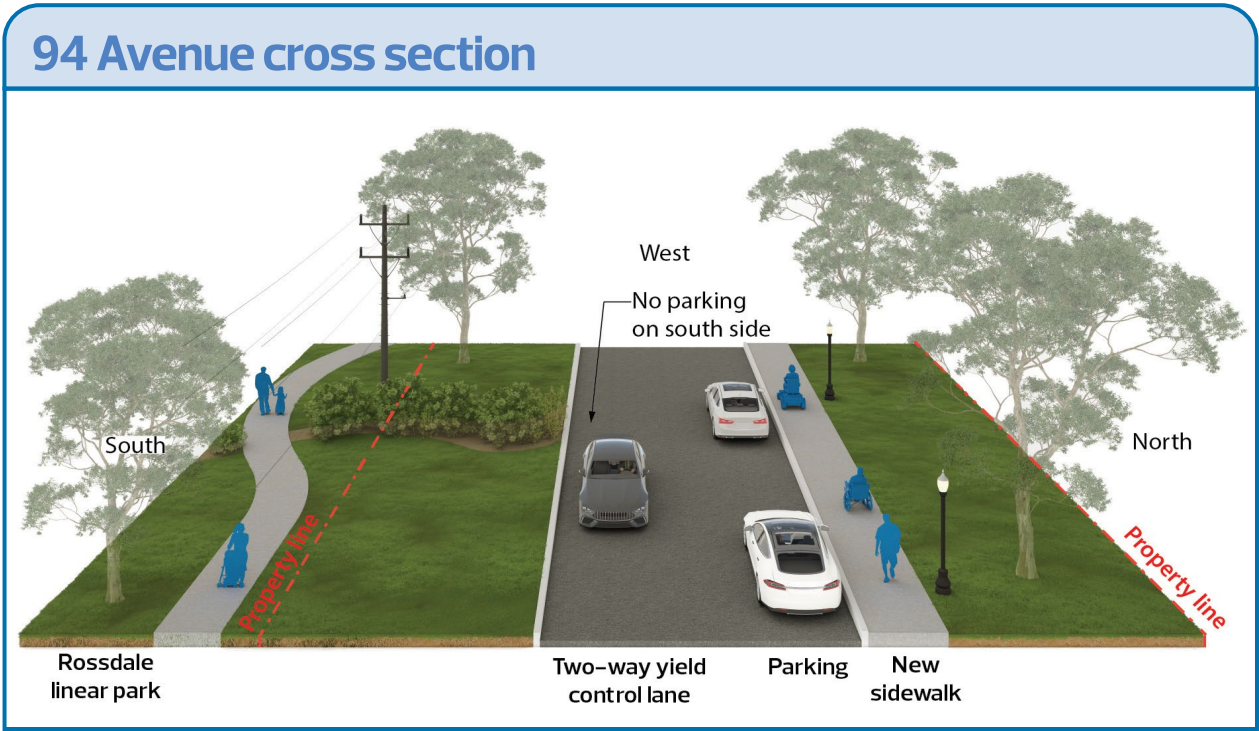 94 Avenue cross section
West
No parking
on south side
South
North
Property line
Property line
Rossdale
linear park
Two-way yield
control lane
Parking
New
sidewalk